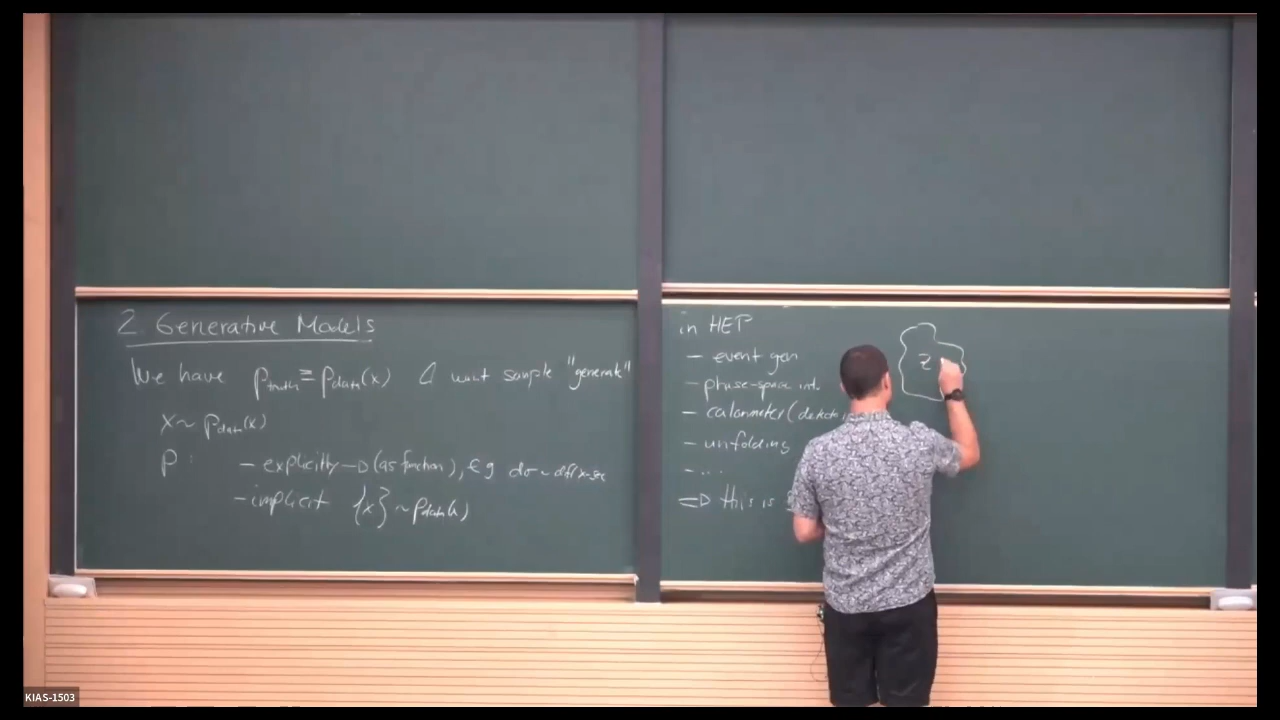 2. Generative Models
We have p_truth ≡ p_data(x) want sample "generate"
x ~ p_data(x)
p : – explicitly → (as function), eg dσ ~ diff x-sec
– implicit {x} ~ p_data(x)
in HEP
– event gen
– phase-space int.
– calorimeter (detector
– unfolding
– ...
⇒ this is
z
KIAS-1503